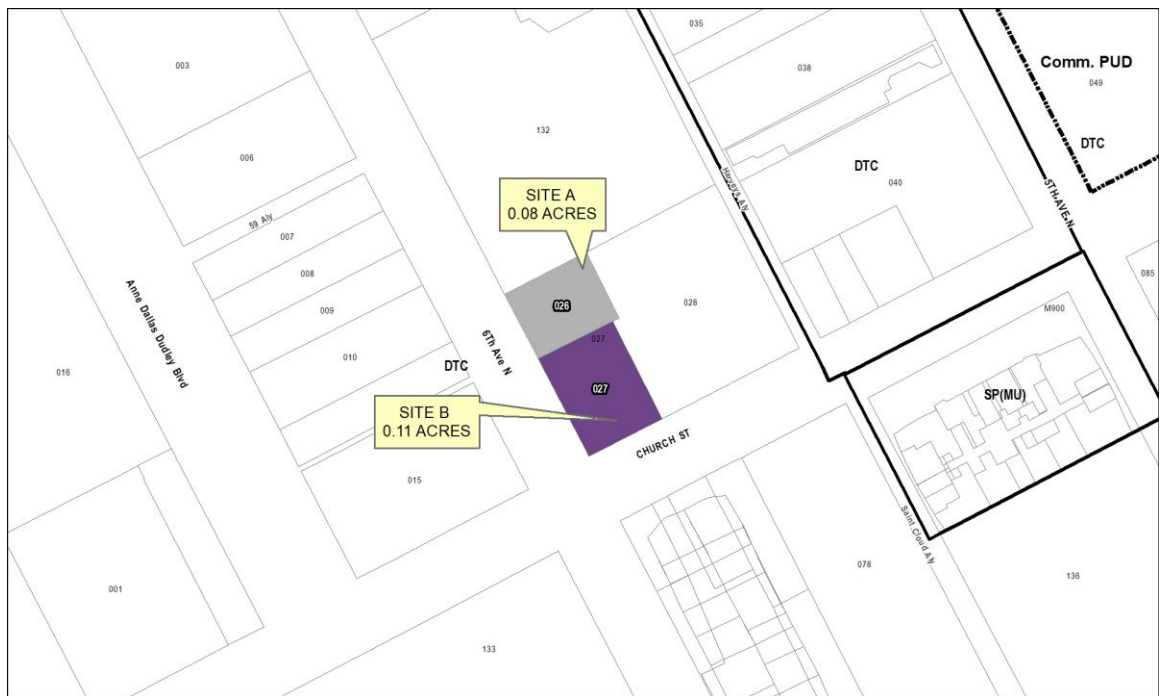 035
003
038
Comm. PUD
049
132
DTC
006
DTC
040
Harveys Aly
5TH AVE N
SITE A
0.08 ACRES
59 Aly
007
008
009
010
085
Anne Dallas Dudley Blvd
6Th Ave N
026
028
M900
027
016
DTC
027
SP(MU)
SITE B
0.11 ACRES
CHURCH ST
015
Saint Cloud Aly
078
136
001
133